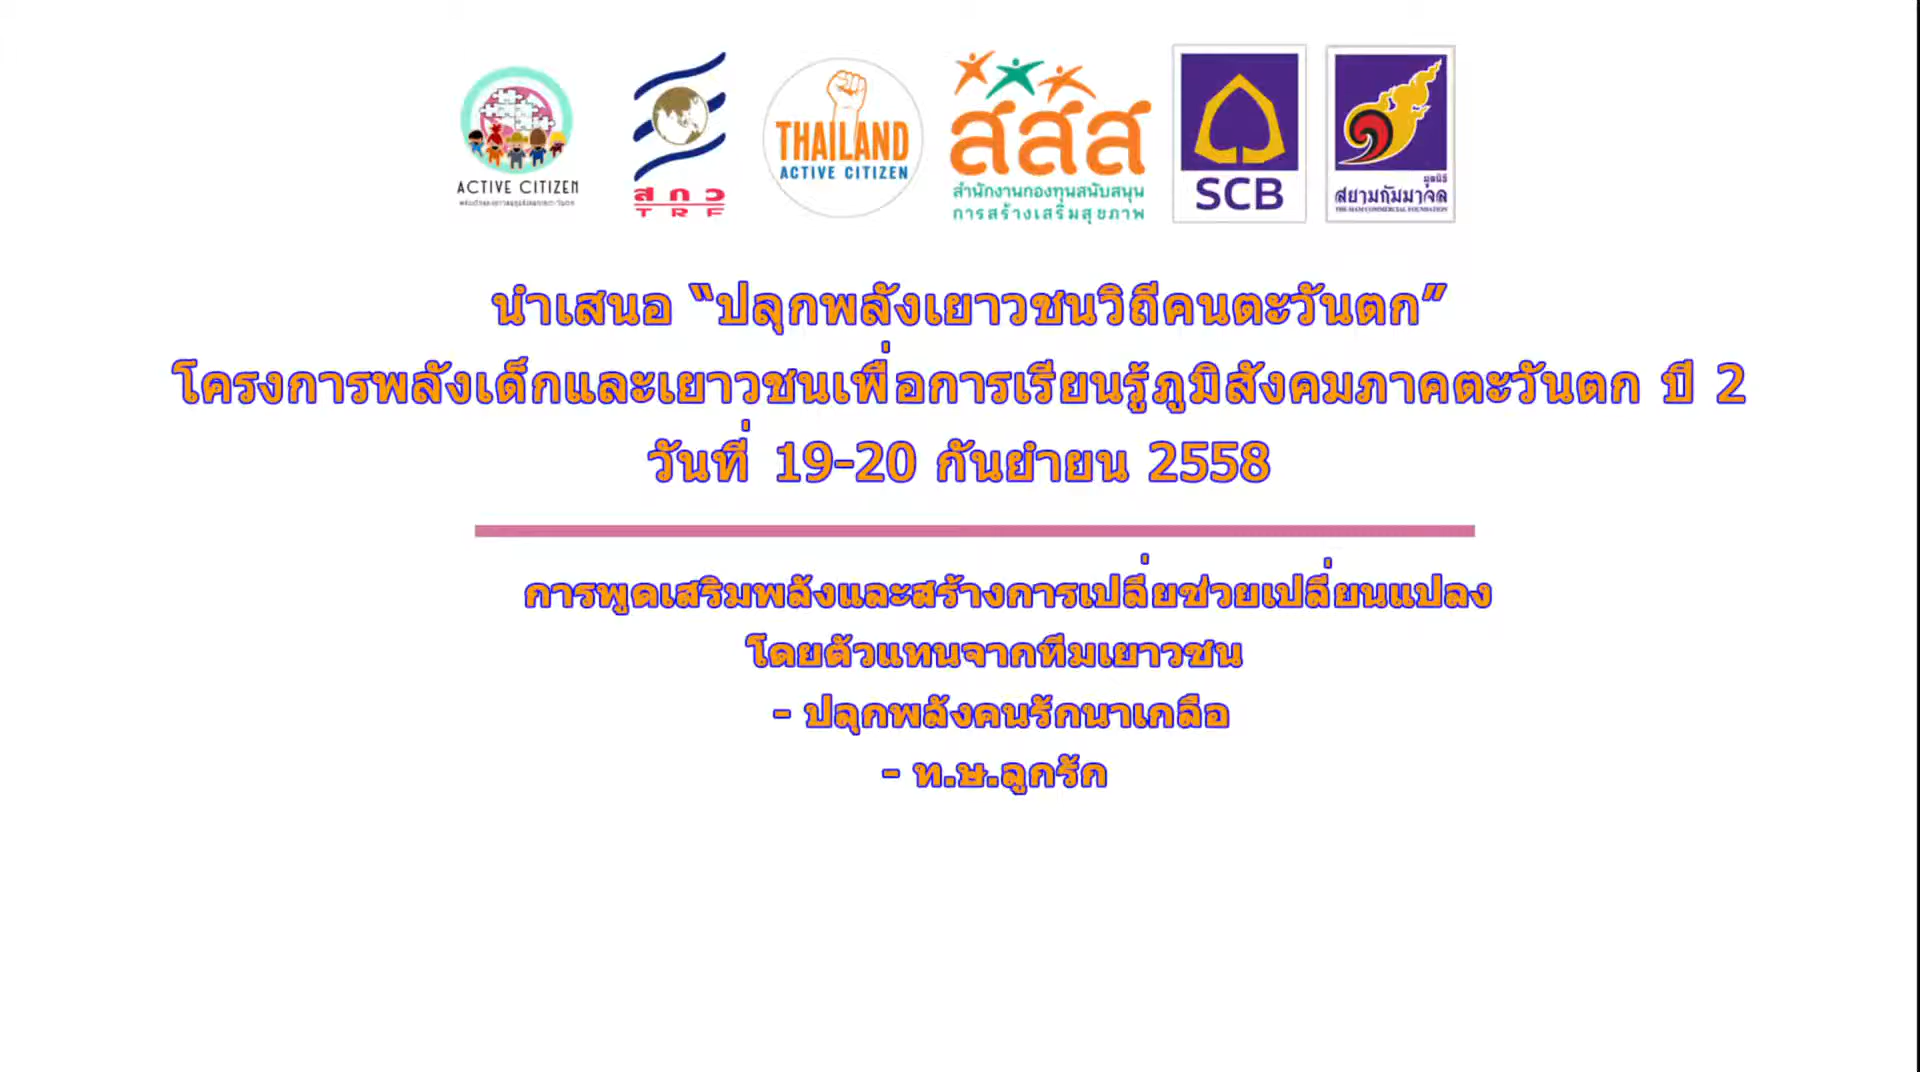 ACTIVE CITIZEN
สกว
TRF
THAILAND
ACTIVE CITIZEN
สสส
สำนักงานกองทุนสนับสนุน
การสร้างเสริมสุขภาพ
SCB
มูลนิธิ
สยามกัมมาจล
THE SIAM COMMERCIAL FOUNDATION
นำเสนอ “ปลุกพลังเยาวชนวิถีคนตะวันตก”
โครงการพลังเด็กและเยาวชนเพื่อการเรียนรู้ภูมิสังคมภาคตะวันตก ปี 2
วันที่ 19-20 กันยำยน 2558
การพูดเสริมพลังและสร้างการเปลี่ยช่วยเปลี่ยนแปลง
โดยตัวแทนจากทีมเยาวชน
- ปลุกพลังคนรักนาเกลือ
- ท.ษ.ลูกรัก